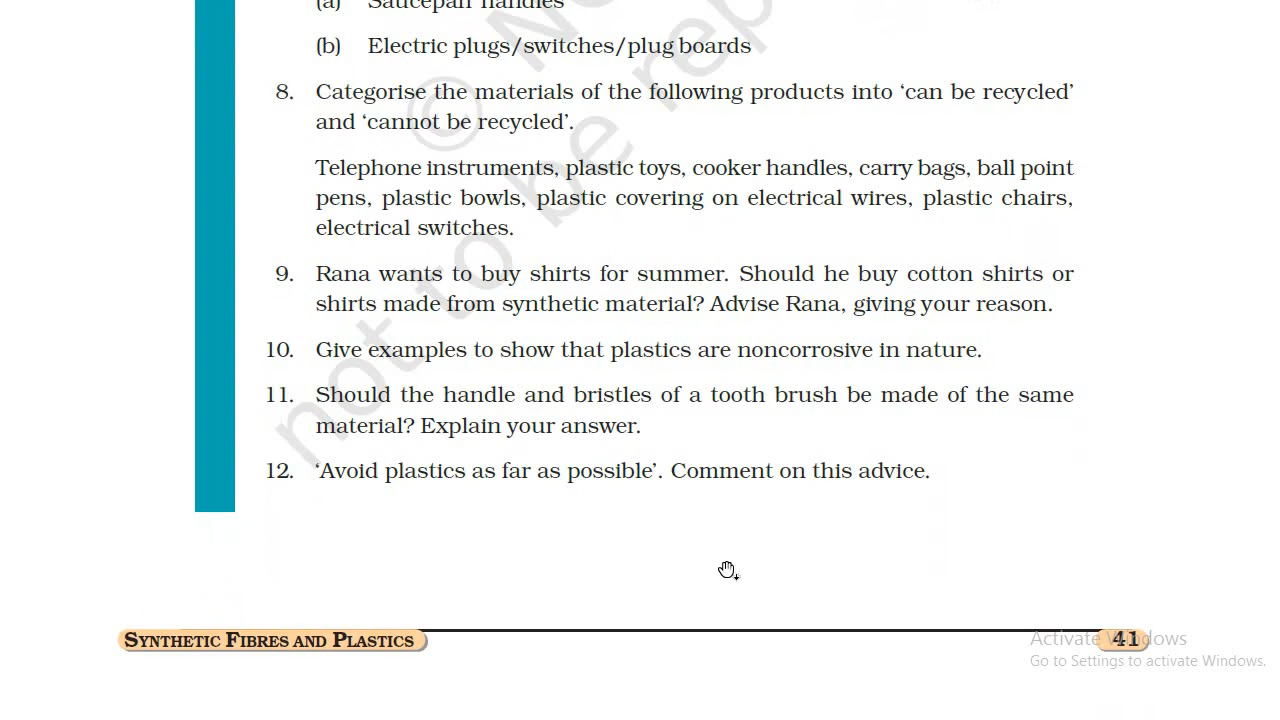 (a) Saucepan handles
(b) Electric plugs/switches/plug boards
8. Categorise the materials of the following products into ‘can be recycled’
and ‘cannot be recycled’.
Telephone instruments, plastic toys, cooker handles, carry bags, ball point
pens, plastic bowls, plastic covering on electrical wires, plastic chairs,
electrical switches.
9. Rana wants to buy shirts for summer. Should he buy cotton shirts or
shirts made from synthetic material? Advise Rana, giving your reason.
10. Give examples to show that plastics are noncorrosive in nature.
11. Should the handle and bristles of a tooth brush be made of the same
material? Explain your answer.
12. ‘Avoid plastics as far as possible’. Comment on this advice.
© No
not to be rep
SYNTHETIC FIBRES AND PLASTICS
41
Activate Windows
Go to Settings to activate Windows.